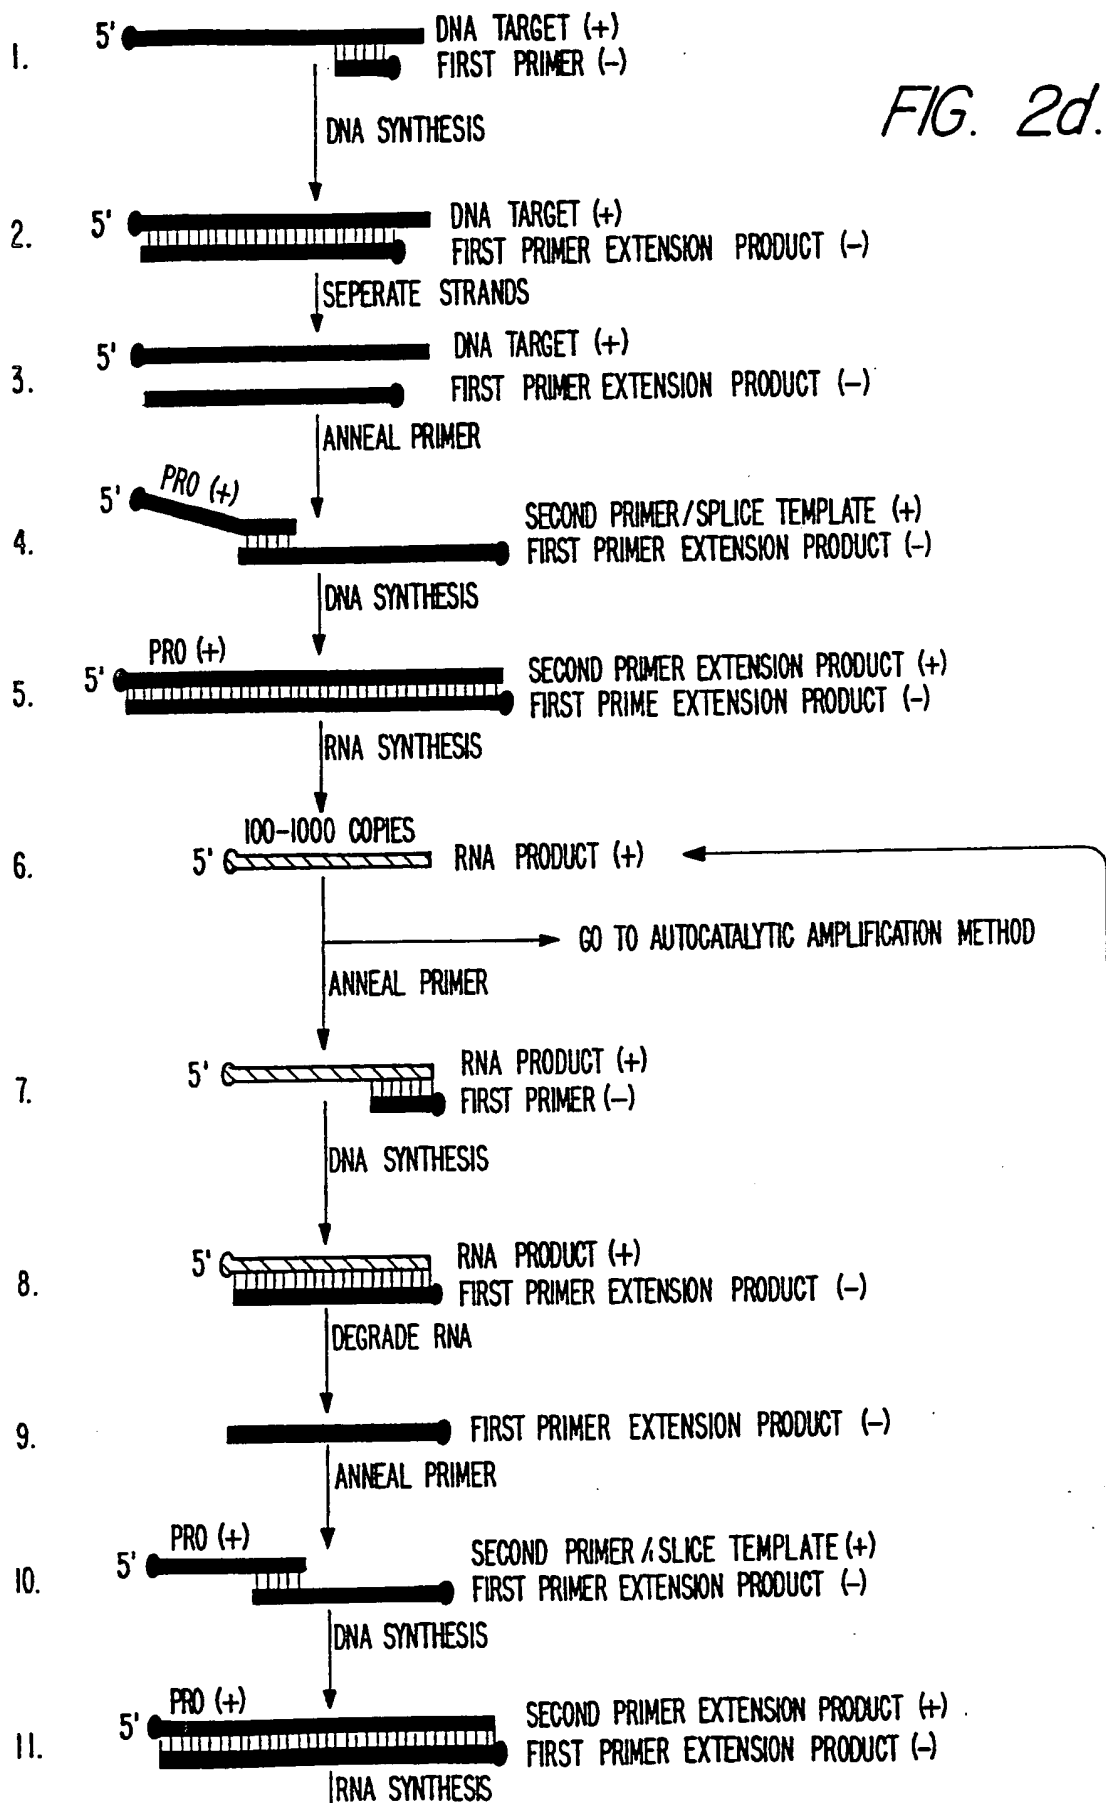 5' DNA TARGET (+)
1. FIRST PRIMER (-)
FIG. 2d.
DNA SYNTHESIS
5' DNA TARGET (+)
2. FIRST PRIMER EXTENSION PRODUCT (-)
SEPERATE STRANDS
5' DNA TARGET (+)
3. FIRST PRIMER EXTENSION PRODUCT (-)
ANNEAL PRIMER
5' PRO (+)
SECOND PRIMER/SPLICE TEMPLATE (+)
4. FIRST PRIMER EXTENSION PRODUCT (-)
DNA SYNTHESIS
PRO (+)
5' SECOND PRIMER EXTENSION PRODUCT (+)
5. FIRST PRIME EXTENSION PRODUCT (-)
RNA SYNTHESIS
100-1000 COPIES
6. 5' RNA PRODUCT (+)
GO TO AUTOCATALYTIC AMPLIFICATION METHOD
ANNEAL PRIMER
5' RNA PRODUCT (+)
7. FIRST PRIMER (-)
DNA SYNTHESIS
5' RNA PRODUCT (+)
8. FIRST PRIMER EXTENSION PRODUCT (-)
DEGRADE RNA
9. FIRST PRIMER EXTENSION PRODUCT (-)
ANNEAL PRIMER
PRO (+)
5' SECOND PRIMER/SLICE TEMPLATE (+)
10. FIRST PRIMER EXTENSION PRODUCT (-)
DNA SYNTHESIS
PRO (+)
5' SECOND PRIMER EXTENSION PRODUCT (+)
11. FIRST PRIMER EXTENSION PRODUCT (-)
RNA SYNTHESIS